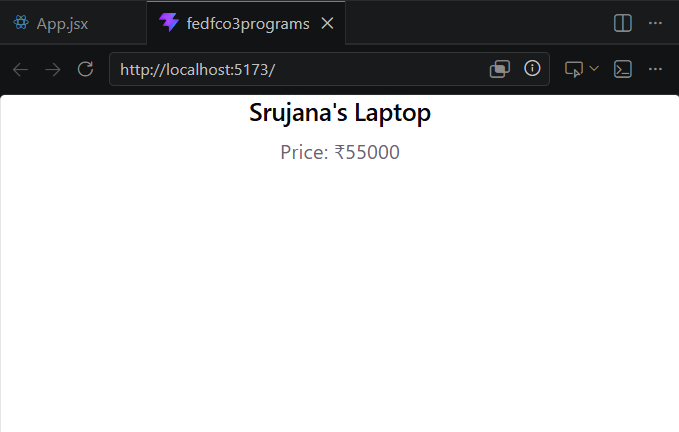 App.jsx
fedfco3programs
http://localhost:5173/
Srujana's Laptop
Price: ₹55000